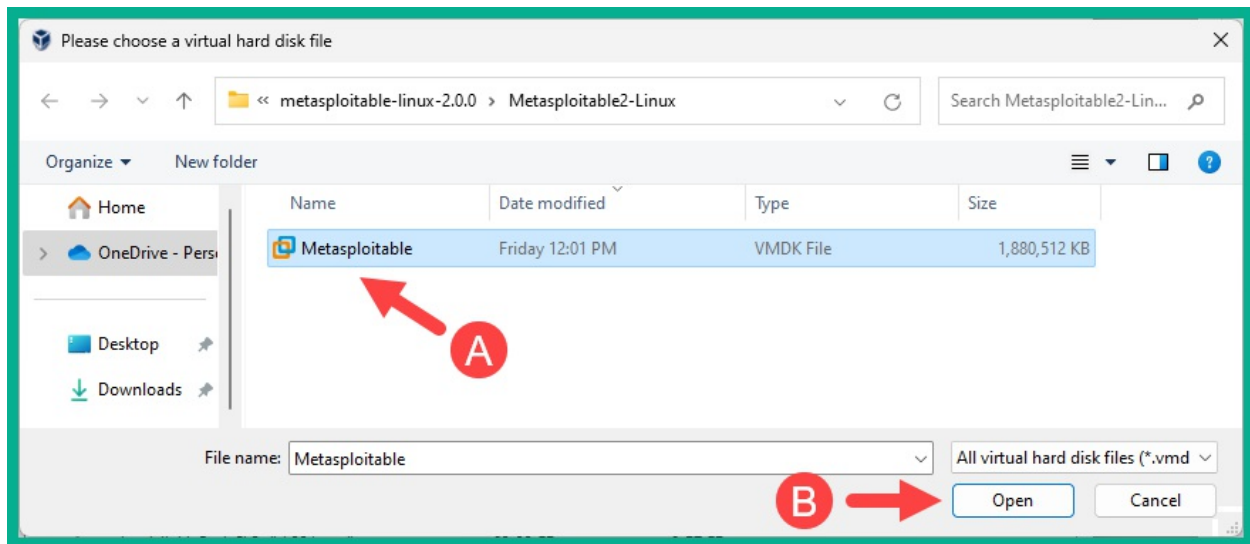 Please choose a virtual hard disk file
« metasploitable-linux-2.0.0 > Metasploitable2-Linux
Search Metasploitable2-Lin...
Organize New folder
Home
Name Date modified Type Size
OneDrive - Perso
Metasploitable Friday 12:01 PM VMDK File 1,880,512 KB
A
Desktop
Downloads
File name: Metasploitable All virtual hard disk files (*.vmd
B
Open Cancel